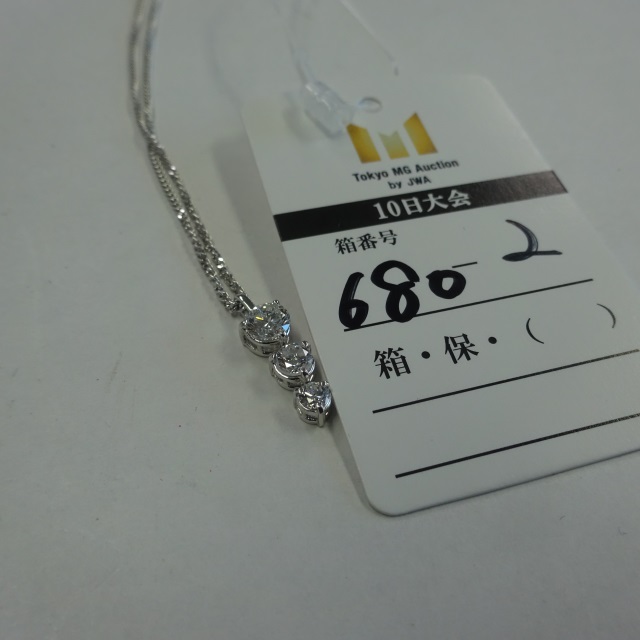 Tokyo MG Auction
by JWA
10日大会
箱番号
680-2
箱・保・（　　）